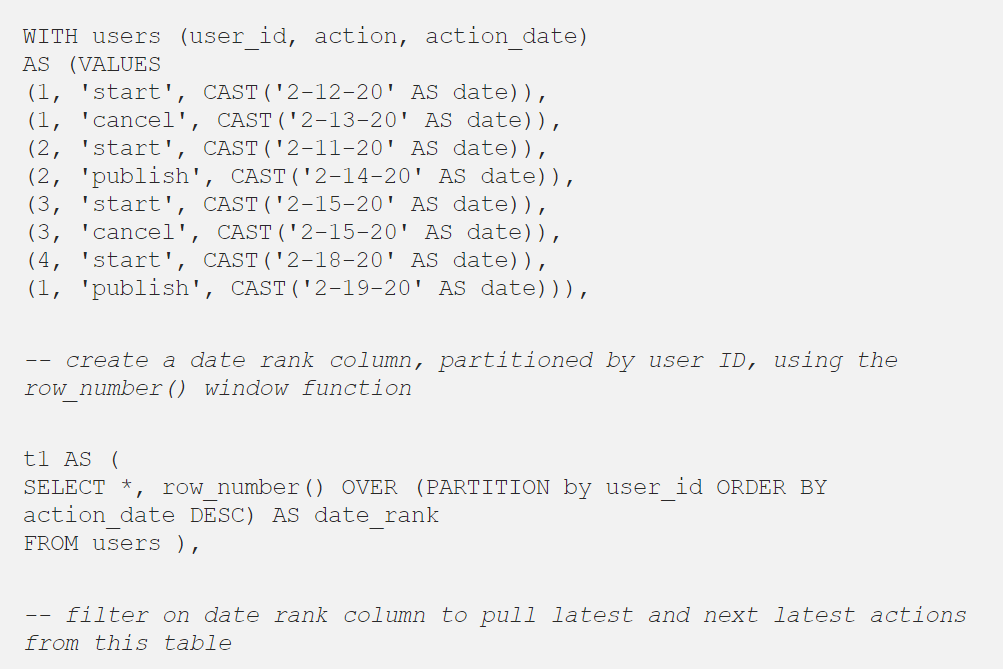 WITH users (user_id, action, action_date)
AS (VALUES
(1, 'start', CAST('2-12-20' AS date)),
(1, 'cancel', CAST('2-13-20' AS date)),
(2, 'start', CAST('2-11-20' AS date)),
(2, 'publish', CAST('2-14-20' AS date)),
(3, 'start', CAST('2-15-20' AS date)),
(3, 'cancel', CAST('2-15-20' AS date)),
(4, 'start', CAST('2-18-20' AS date)),
(1, 'publish', CAST('2-19-20' AS date))),
-- create a date rank column, partitioned by user ID, using the
row_number() window function
t1 AS (
SELECT *, row_number() OVER (PARTITION by user_id ORDER BY
action_date DESC) AS date_rank
FROM users ),
-- filter on date rank column to pull latest and next latest actions
from this table